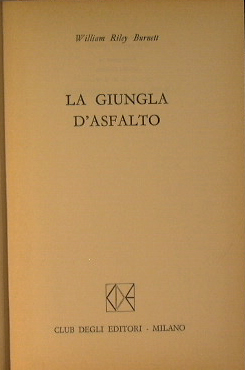 William Riley Burnett
LA GIUNGLA
D'ASFALTO
CLUB DEGLI EDITORI - MILANO